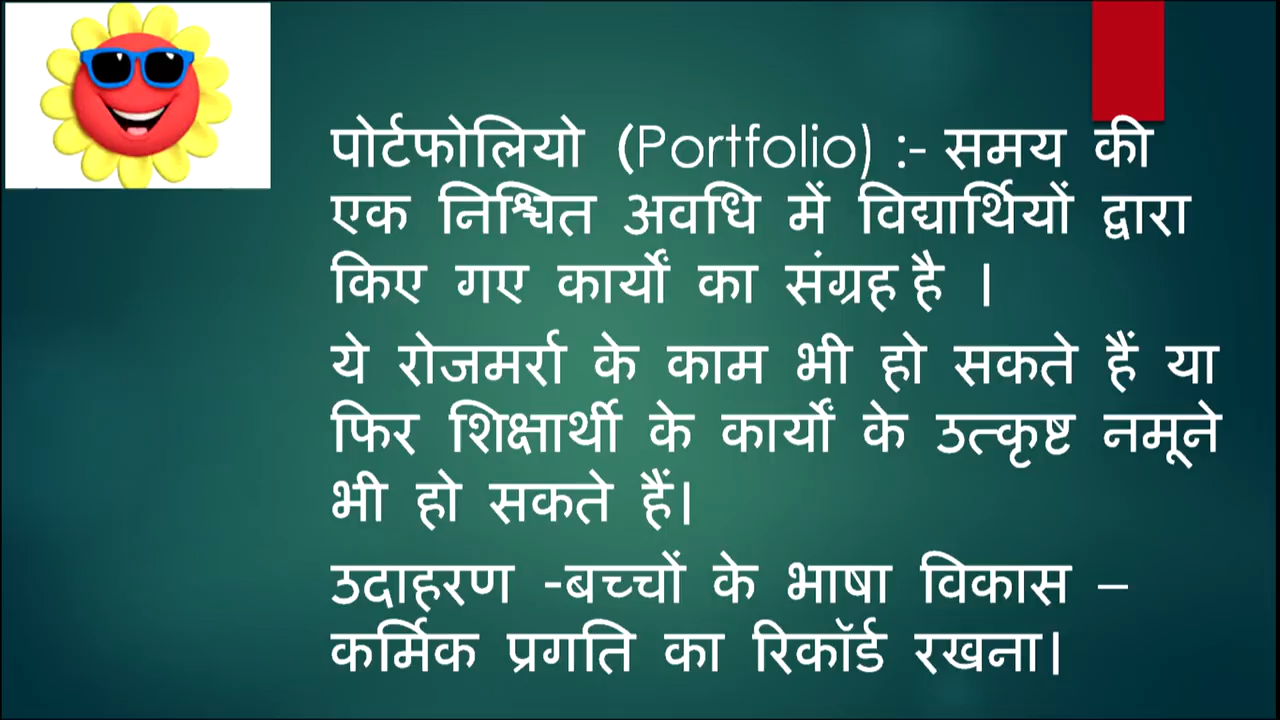 पोर्टफोलियो (Portfolio) :- समय की
एक निश्चित अवधि में विद्यार्थियों द्वारा
किए गए कार्यों का संग्रह है ।
ये रोजमर्रा के काम भी हो सकते हैं या
फिर शिक्षार्थी के कार्यों के उत्कृष्ट नमूने
भी हो सकते हैं।
उदाहरण -बच्चों के भाषा विकास –
कर्मिक प्रगति का रिकॉर्ड रखना।